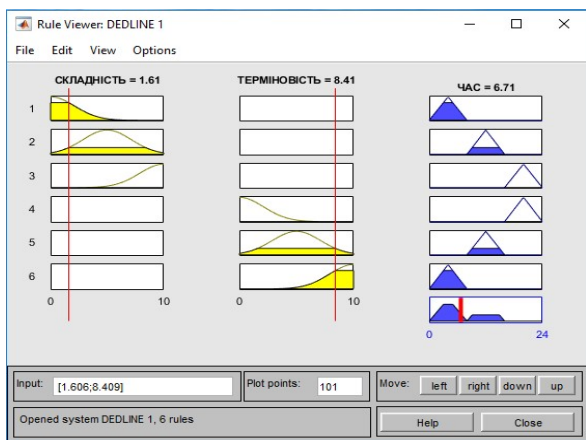 Rule Viewer: DEDLINE 1
File Edit View Options
СКЛАДНІСТЬ = 1.61 ТЕРМІНОВІСТЬ = 8.41 ЧАС = 6.71
1
2
3
4
5
6
0 10 0 10
0 24
Input: [1.606;8.409] Plot points: 101 Move: left right down up
Opened system DEDLINE 1, 6 rules Help Close